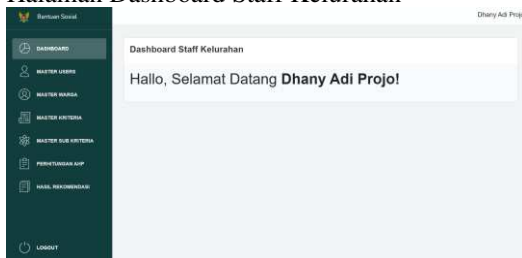 Halaman Dashboard Staff Kelurahan
Bantuan Sosial
Dhany Adi Proj
DASHBOARD
Dashboard Staff Kelurahan
MASTER USERS
Hallo, Selamat Datang Dhany Adi Projo!
MASTER WARGA
MASTER KRITERIA
MASTER SUB KRITERIA
PERHITUNGAN AHP
HASIL REKOMENDASI
LOGOUT